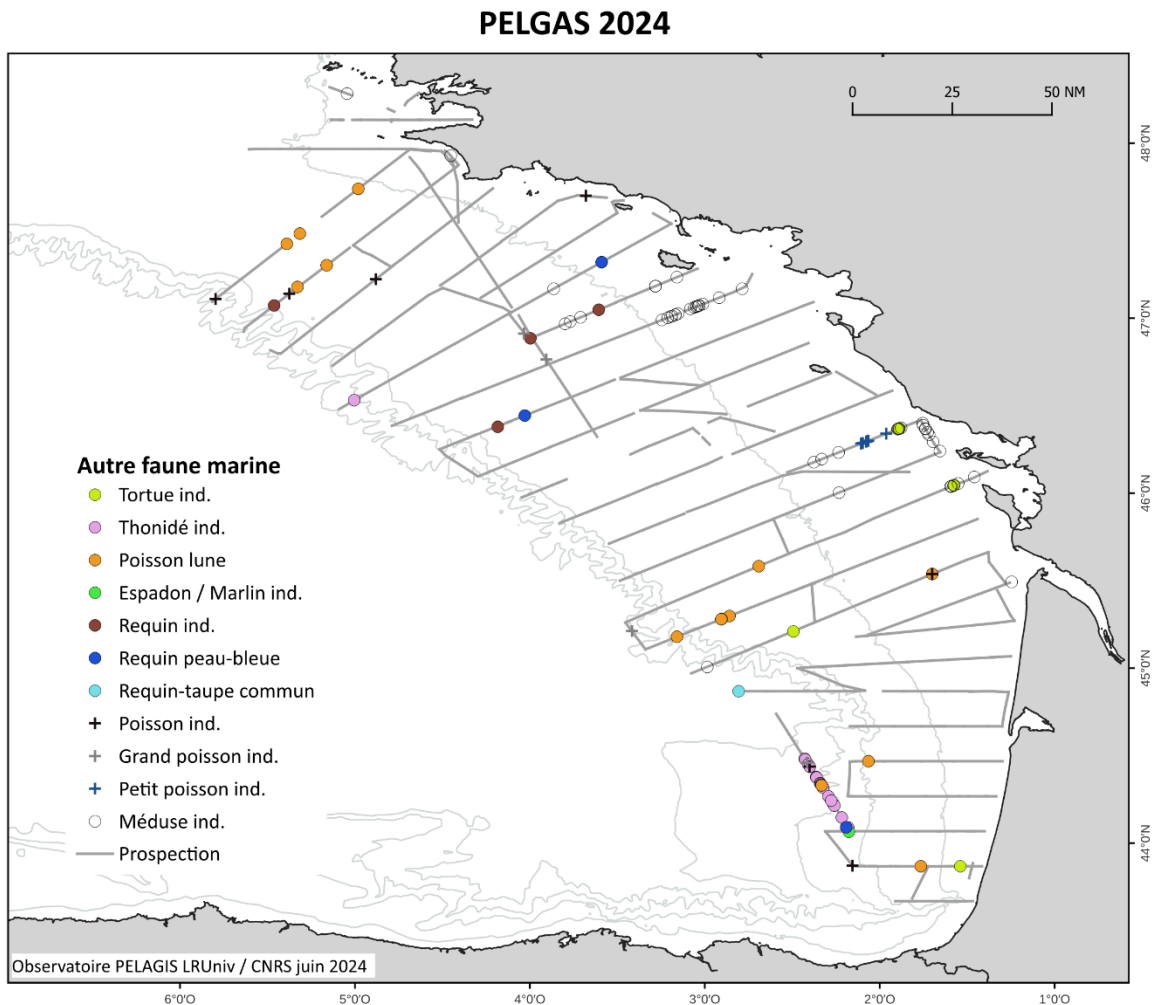 PELGAS 2024
0 25 50 NM
48°0'N
47°0'N
46°0'N
45°0'N
44°0'N
Autre faune marine
Tortue ind.
Thonidé ind.
Poisson lune
Espadon / Marlin ind.
Requin ind.
Requin peau-bleue
Requin-taupe commun
Poisson ind.
Grand poisson ind.
Petit poisson ind.
Méduse ind.
Prospection
Observatoire PELAGIS LRUniv / CNRS juin 2024
6°0'O 5°0'O 4°0'O 3°0'O 2°0'O 1°0'O